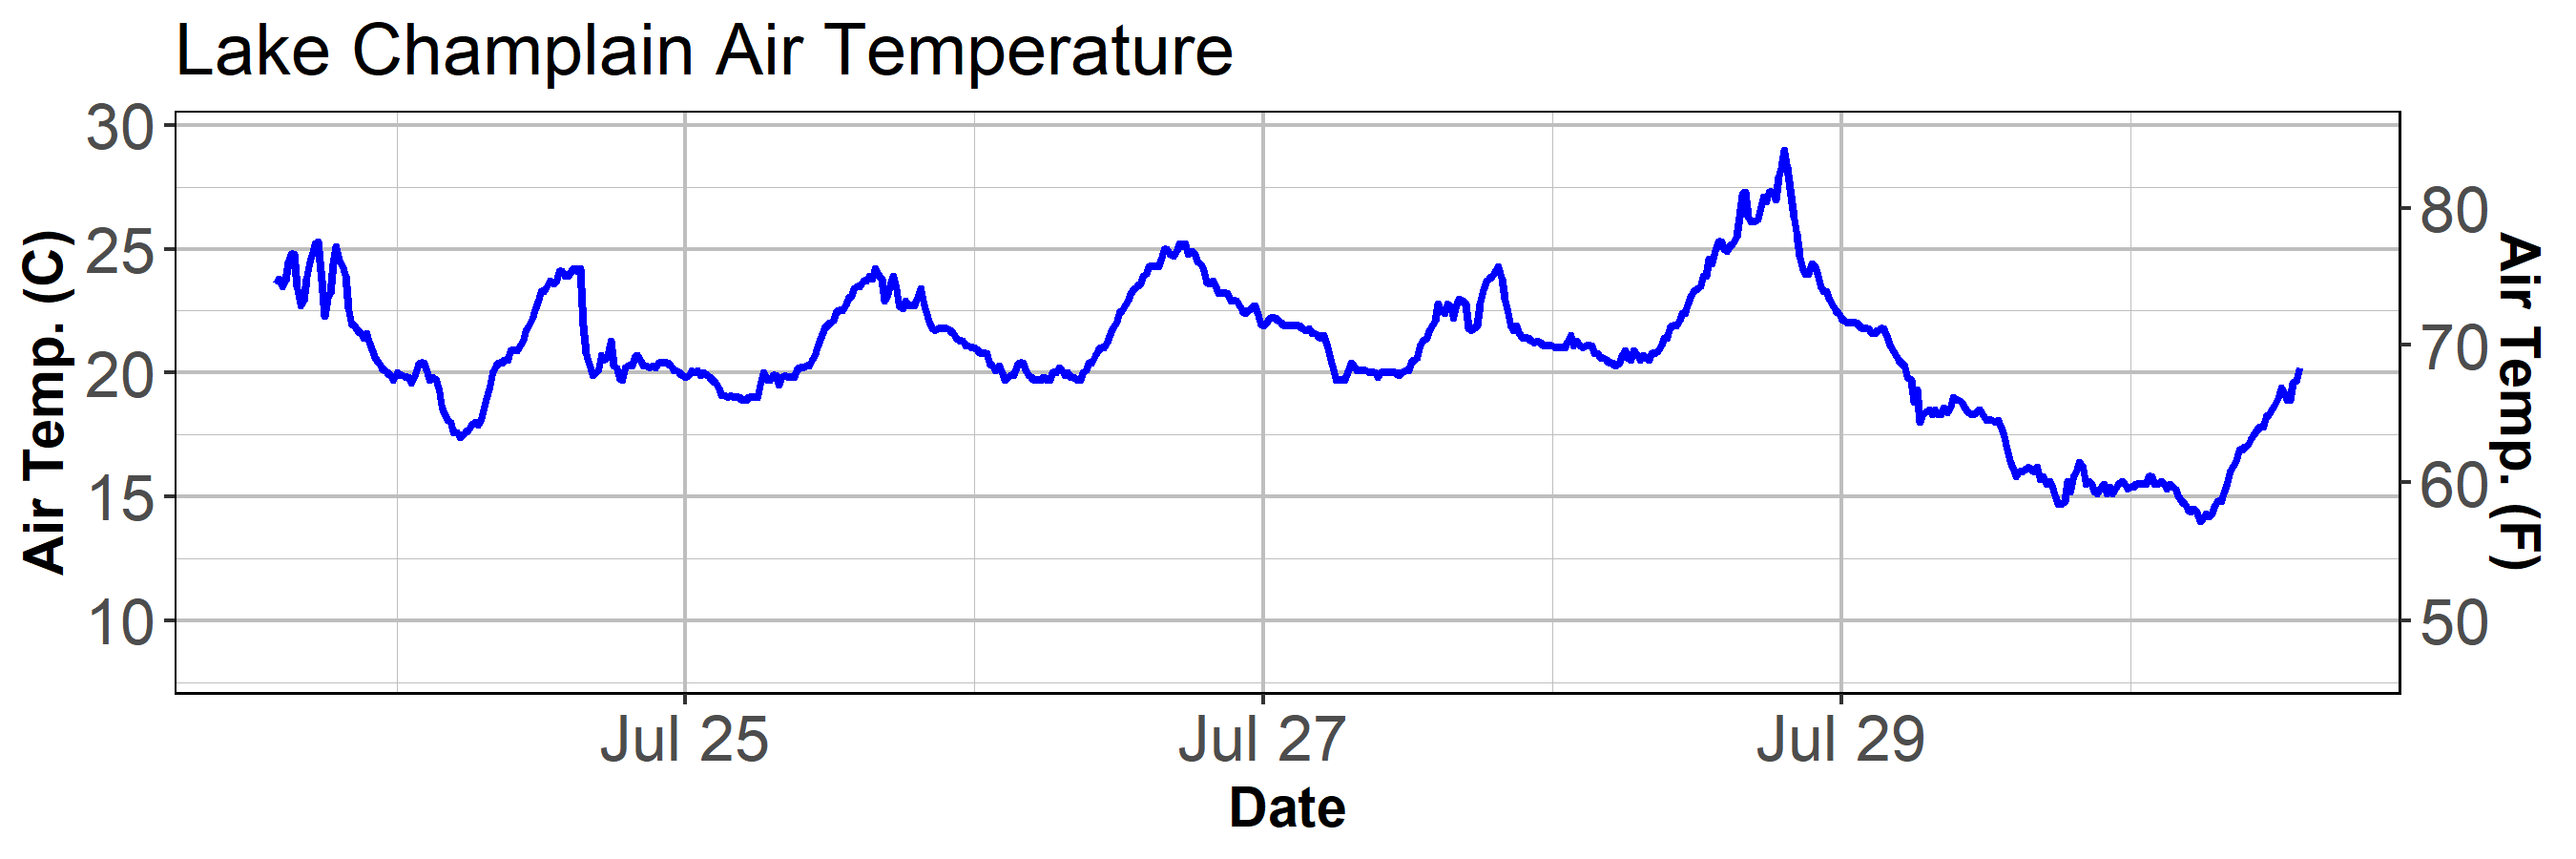 Lake Champlain Air Temperature
30
25
20
15
10
Air Temp. (C)
80
70
60
50
Air Temp. (F)
Jul 25
Jul 27
Jul 29
Date